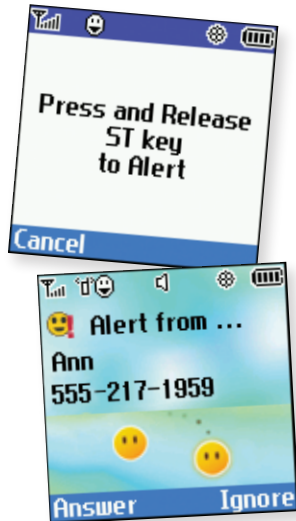 Press and Release
ST key
to Alert
Cancel
Alert from ...
Ann
555-217-1959
Answer Ignore